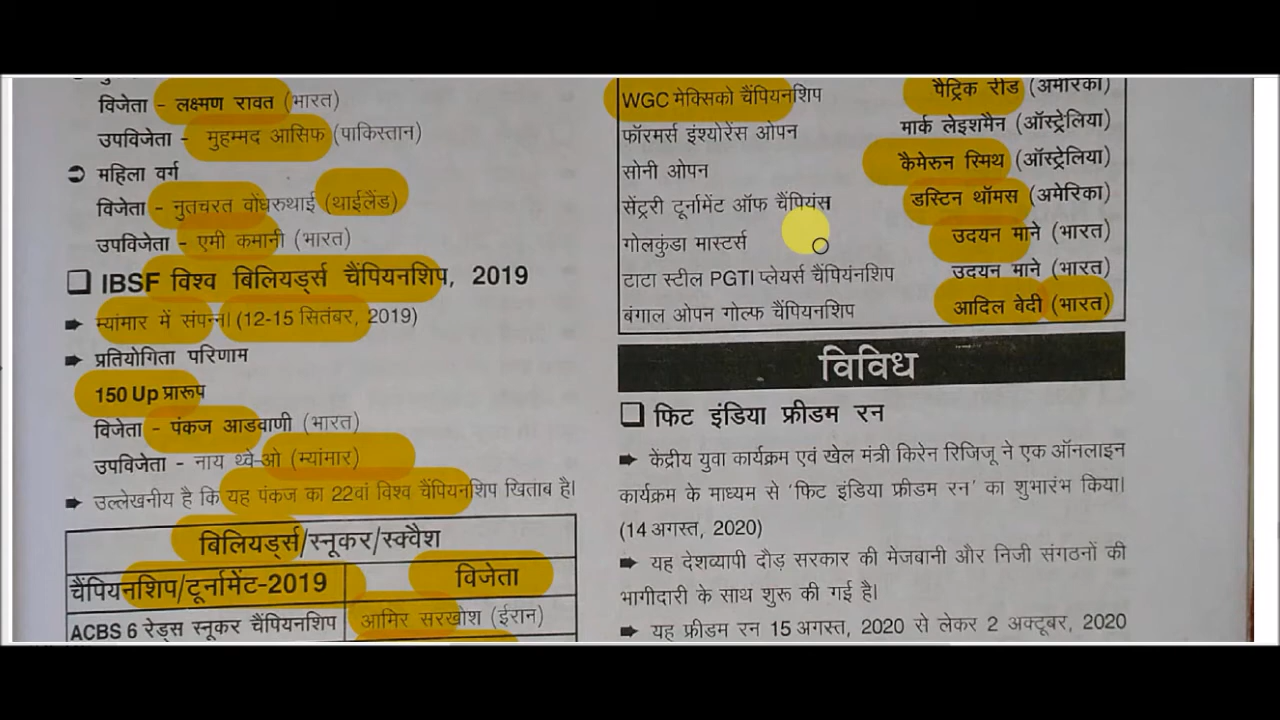 विजेता - लक्ष्मण रावत (भारत)
उपविजेता - मुहम्मद आसिफ (पाकिस्तान)
महिला वर्ग
विजेता - नुतचरत वोंधरुथाई (थाईलैंड)
उपविजेता - एमी कमानी (भारत)
IBSF विश्व बिलियर्ड्स चैंपियनशिप, 2019
म्यांमार में संपन्न। (12-15 सितंबर, 2019)
प्रतियोगिता परिणाम
150 Up प्रारूप
विजेता - पंकज आडवाणी (भारत)
उपविजेता - नाय थ्वे-ओ (म्यांमार)
उल्लेखनीय है कि यह पंकज का 22वां विश्व चैंपियनशिप खिताब है।
बिलियर्ड्स/स्नूकर/स्क्वैश
चैंपियनशिप/टूर्नामेंट-2019 विजेता
ACBS 6 रेड्स स्नूकर चैंपियनशिप आमिर सरखोश (ईरान)
WGC मेक्सिको चैंपियनशिप पैट्रिक रीड (अमेरिका)
फॉरमर्स इंश्योरेंस ओपन मार्क लेइशमैन (ऑस्ट्रेलिया)
सोनी ओपन कैमेरुन स्मिथ (ऑस्ट्रेलिया)
सेंट्ररी टूर्नामेंट ऑफ चैंपियंस डस्टिन थॉमस (अमेरिका)
गोलकुंडा मास्टर्स उदयन माने (भारत)
टाटा स्टील PGTI प्लेयर्स चैंपियंनशिप उदयन माने (भारत)
बंगाल ओपन गोल्फ चैंपियनशिप आदिल बेदी (भारत)
विविध
फिट इंडिया फ्रीडम रन
केंद्रीय युवा कार्यक्रम एवं खेल मंत्री किरेन रिजिजू ने एक ऑनलाइन
कार्यक्रम के माध्यम से 'फिट इंडिया फ्रीडम रन' का शुभारंभ किया।
(14 अगस्त, 2020)
यह देशव्यापी दौड़ सरकार की मेजबानी और निजी संगठनों की
भागीदारी के साथ शुरू की गई है।
यह फ्रीडम रन 15 अगस्त, 2020 से लेकर 2 अक्टूबर, 2020